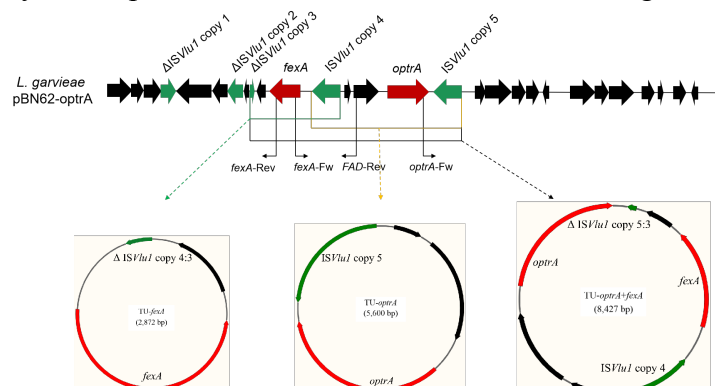 ΔISVlu1 copy 1
ΔISVlu1 copy 2
ΔISVlu1 copy 3
fexA
ISVlu1 copy 4
optrA
ISVlu1 copy 5
L. garvieae
pBN62-optrA
fexA-Rev
fexA-Fw
FAD-Rev
optrA-Fw
Δ ISVlu1 copy 4:3
TU-fexA
(2,872 bp)
fexA
ISVlu1 copy 5
TU-optrA
(5,600 bp)
optrA
Δ ISVlu1 copy 5:3
optrA
fexA
TU-optrA+fexA
(8,427 bp)
ISVlu1 copy 4